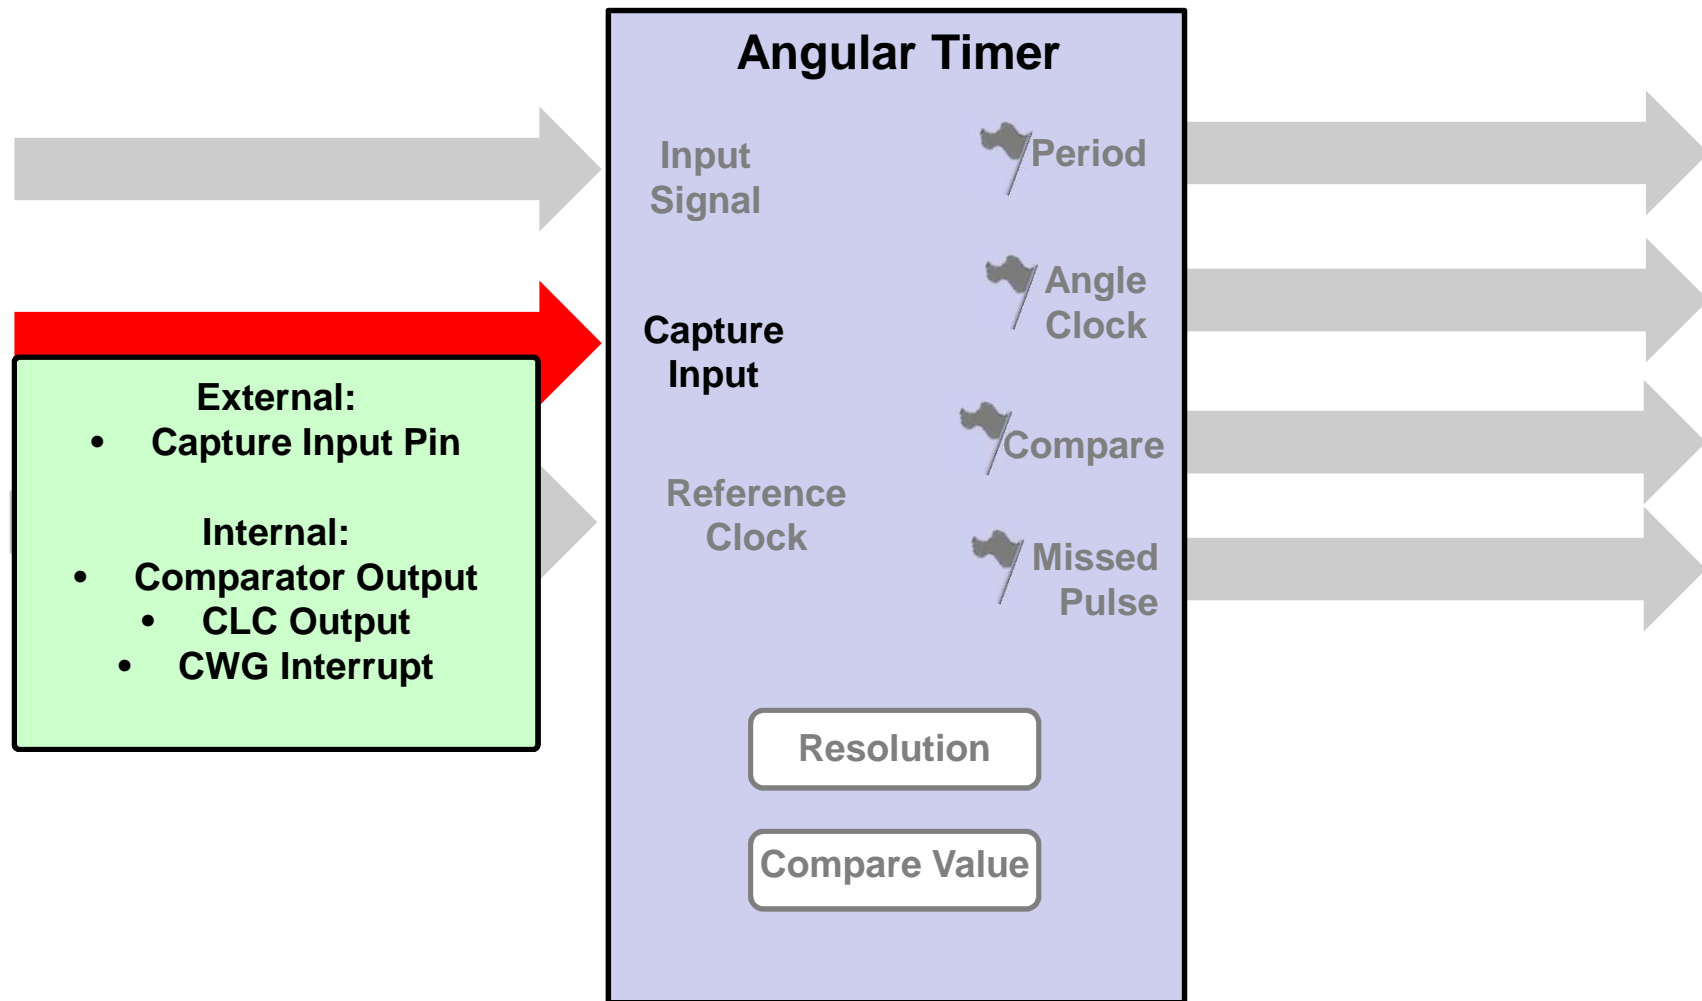 Angular Timer
Input
Signal
Capture
Input
Reference
Clock
Period
Angle
Clock
Compare
Missed
Pulse
Resolution
Compare Value
External:
• Capture Input Pin
Internal:
• Comparator Output
• CLC Output
• CWG Interrupt